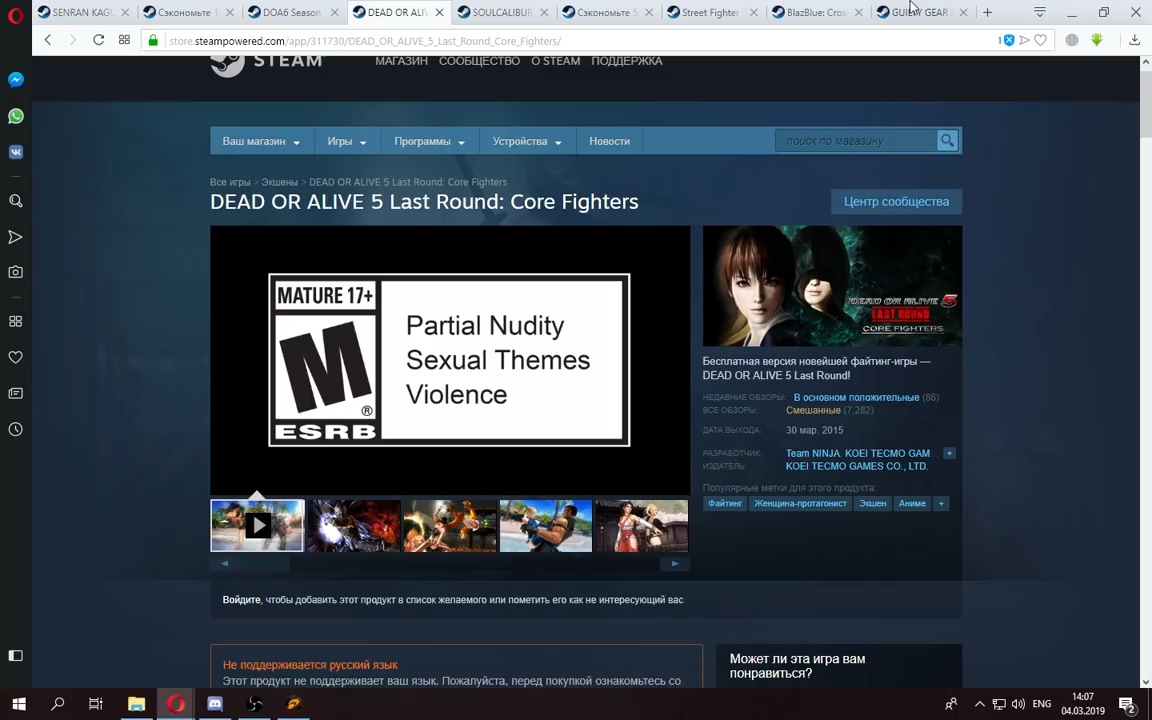 SENRAN KAGU
Сэкономьте 1
DOA6 Season
DEAD OR ALIV
SOULCALIBUR
Сэкономьте 5
Street Fighter
BlazBlue: Cros
GUILTY GEAR
store.steampowered.com/app/311730/DEAD_OR_ALIVE_5_Last_Round_Core_Fighters/
1
STEAM
МАГАЗИН СООБЩЕСТВО О STEAM ПОДДЕРЖКА
Ваш магазин Игры Программы Устройства Новости
поиск по магазину
Все игры > Экшены > DEAD OR ALIVE 5 Last Round: Core Fighters
DEAD OR ALIVE 5 Last Round: Core Fighters
Центр сообщества
MATURE 17+
M
®
ESRB
Partial Nudity
Sexual Themes
Violence
DEAD OR ALIVE 5
LAST ROUND
CORE FIGHTERS
Бесплатная версия новейшей файтинг-игры —
DEAD OR ALIVE 5 Last Round!
НЕДАВНИЕ ОБЗОРЫ: В основном положительные (86)
ВСЕ ОБЗОРЫ: Смешанные (7,282)
ДАТА ВЫХОДА: 30 мар. 2015
РАЗРАБОТЧИК: Team NINJA, KOEI TECMO GAM... +
ИЗДАТЕЛЬ: KOEI TECMO GAMES CO., LTD.
Популярные метки для этого продукта:
Файтинг Женщина-протагонист Экшен Аниме +
Войдите, чтобы добавить этот продукт в список желаемого или пометить его как не интересующий вас
Не поддерживается русский язык
Этот продукт не поддерживает ваш язык. Пожалуйста, перед покупкой ознакомьтесь со
Может ли эта игра вам
понравиться?
ENG
14:07
04.03.2019
2